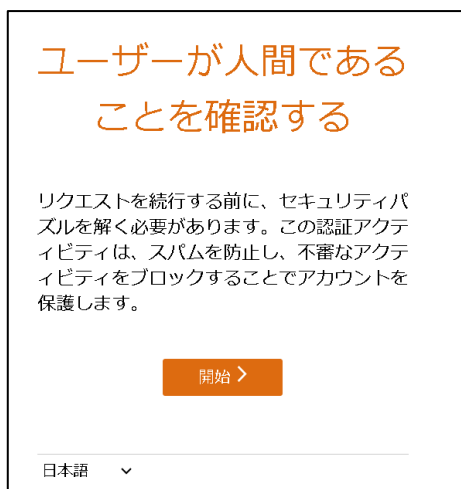 ユーザーが人間である
ことを確認する
リクエストを続行する前に、セキュリティパ
ズルを解く必要があります。この認証アクテ
ィビティは、スパムを防止し、不審なアクテ
ィビティをブロックすることでアカウントを
保護します。
開始
日本語